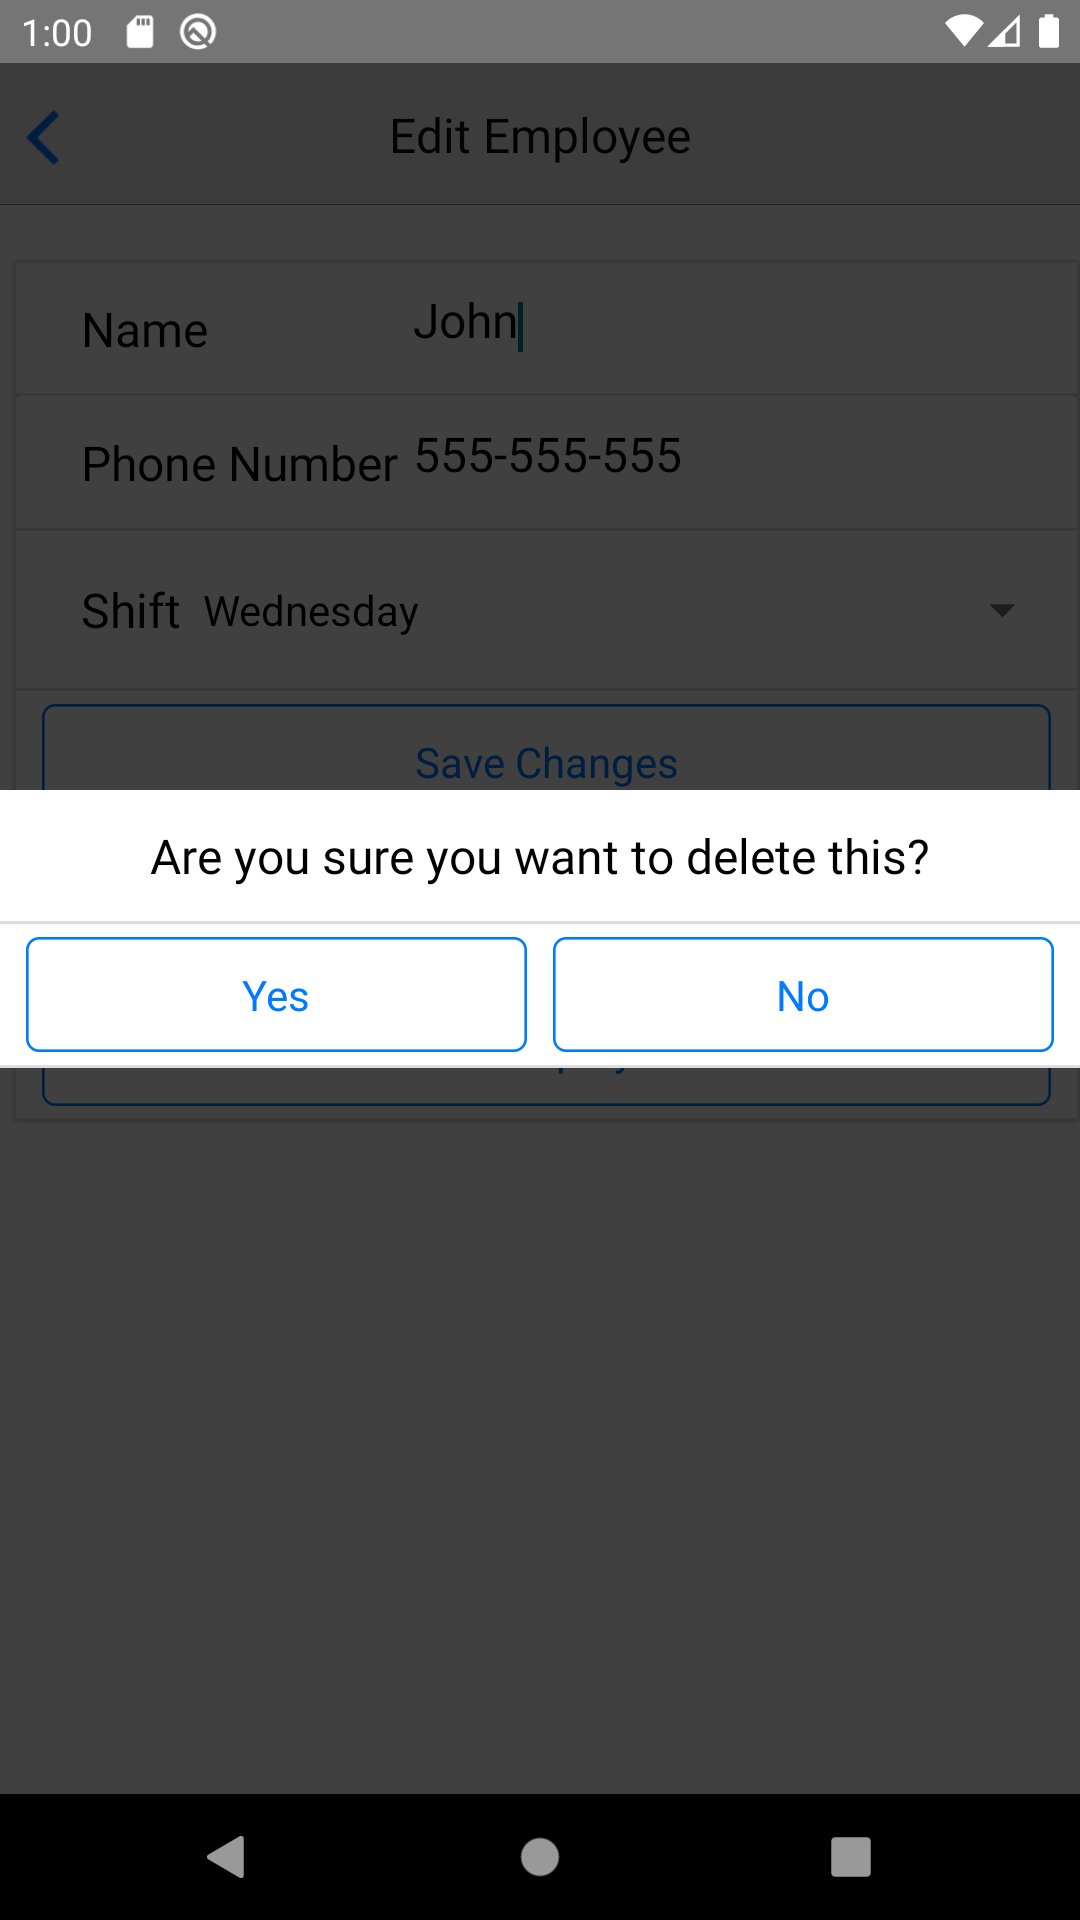 1:00
Edit Employee
Name John
Phone Number 555-555-555
Shift Wednesday
Save Changes
Are you sure you want to delete this?
Yes No